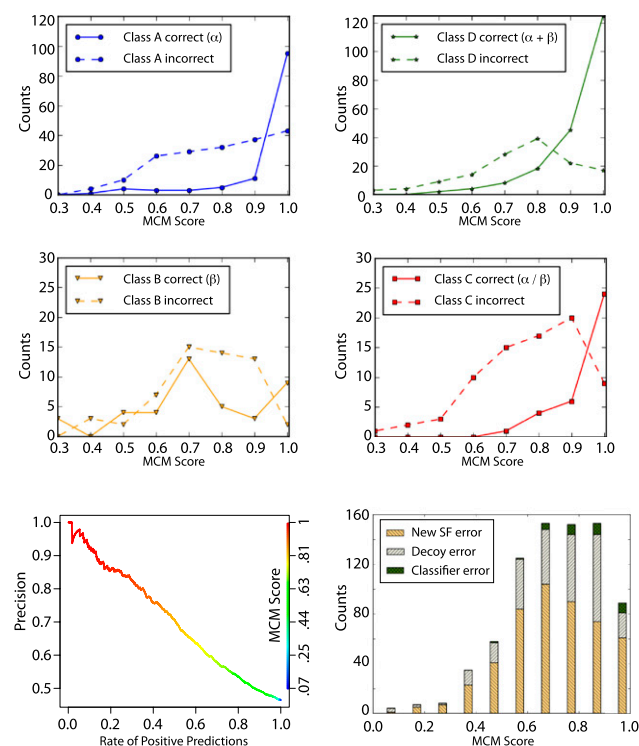 120
100
80
60
40
20
0
Counts
Class A correct (α)
Class A incorrect
0.3 0.4 0.5 0.6 0.7 0.8 0.9 1.0
MCM Score
120
100
80
60
40
20
0
Counts
Class D correct (α + β)
Class D incorrect
0.3 0.4 0.5 0.6 0.7 0.8 0.9 1.0
MCM Score
30
25
20
15
10
5
0
Counts
Class B correct (β)
Class B incorrect
0.3 0.4 0.5 0.6 0.7 0.8 0.9 1.0
MCM Score
30
25
20
15
10
5
0
Counts
Class C correct (α / β)
Class C incorrect
0.3 0.4 0.5 0.6 0.7 0.8 0.9 1.0
MCM Score
1.0
0.9
0.8
0.7
0.6
0.5
Precision
0.0 0.2 0.4 0.6 0.8 1.0
Rate of Positive Predictions
MCM Score
.07 .25 .44 .63 .81 1
160
120
80
40
0
Counts
New SF error
Decoy error
Classifier error
0.0 0.2 0.4 0.6 0.8 1.0
MCM Score